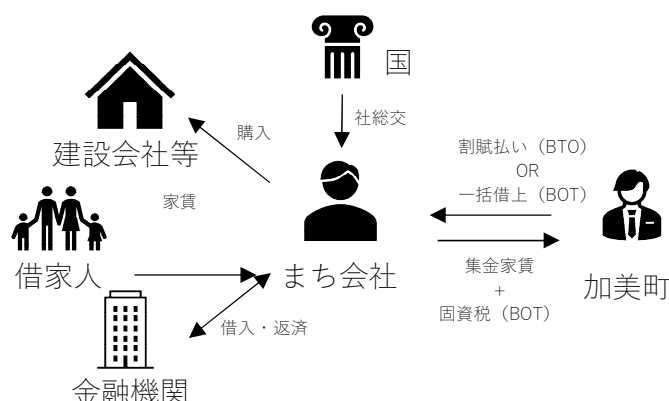 国
社総交
購入
建設会社等
割賦払い（BTO）
OR
一括借上（BOT）
家賃
借家人
まち会社
加美町
集金家賃
+
固資税（BOT）
借入・返済
金融機関